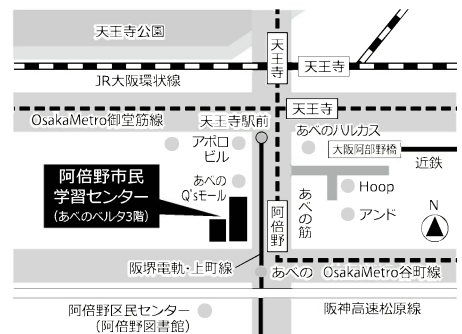 天王寺公園
天王寺
天王寺
JR大阪環状線
天王寺
OsakaMetro御堂筋線
天王寺駅前
あべのハルカス
アポロ
ビル
大阪阿部野橋
近鉄
阿倍野市民
学習センター
(あべのベルタ3階)
あべの
Q'sモール
Hoop
阿倍野
あべの筋
アンド
N
阪堺電軌・上町線
あべの
OsakaMetro谷町線
阿倍野区民センター
(阿倍野図書館)
阪神高速松原線